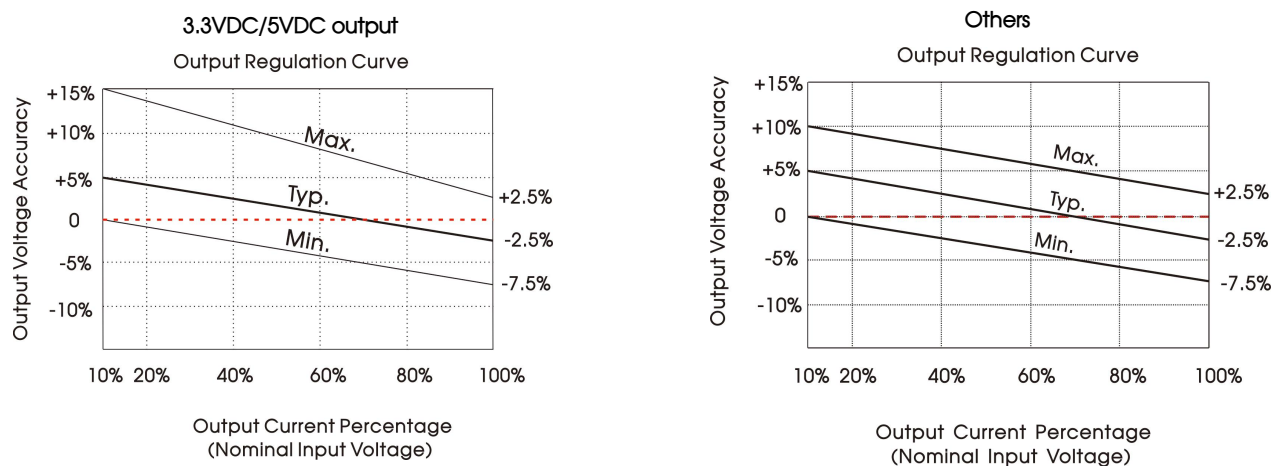 3.3VDC/5VDC output
Output Regulation Curve
Output Voltage Accuracy
+15%
+10%
+5%
0
-5%
-10%
Max.
Typ.
Min.
+2.5%
-2.5%
-7.5%
10% 20% 40% 60% 80% 100%
Output Current Percentage
(Nominal Input Voltage)
Others
Output Regulation Curve
Output Voltage Accuracy
+15%
+10%
+5%
0
-5%
-10%
Max.
Typ.
Min.
+2.5%
-2.5%
-7.5%
10% 20% 40% 60% 80% 100%
Output Current Percentage
(Nominal Input Voltage)